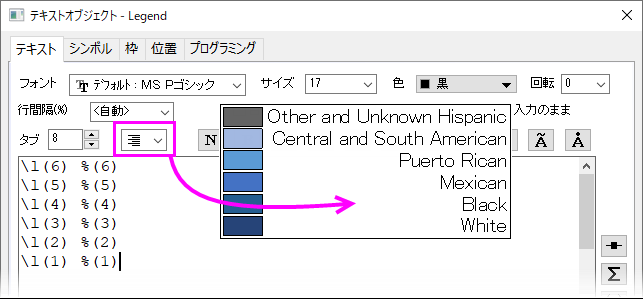 テキストオブジェクト - Legend
テキスト シンボル 枠 位置 プログラミング
フォント デフォルト: MS Pゴシック サイズ 17 色 黒 回転 0
行間隔(%) <自動> 入力のまま
タブ 8 N Ã Å
Other and Unknown Hispanic
Central and South American
Puerto Rican
Mexican
Black
White
\l(6) %(6)
\l(5) %(5)
\l(4) %(4)
\l(3) %(3)
\l(2) %(2)
\l(1) %(1)
Σ